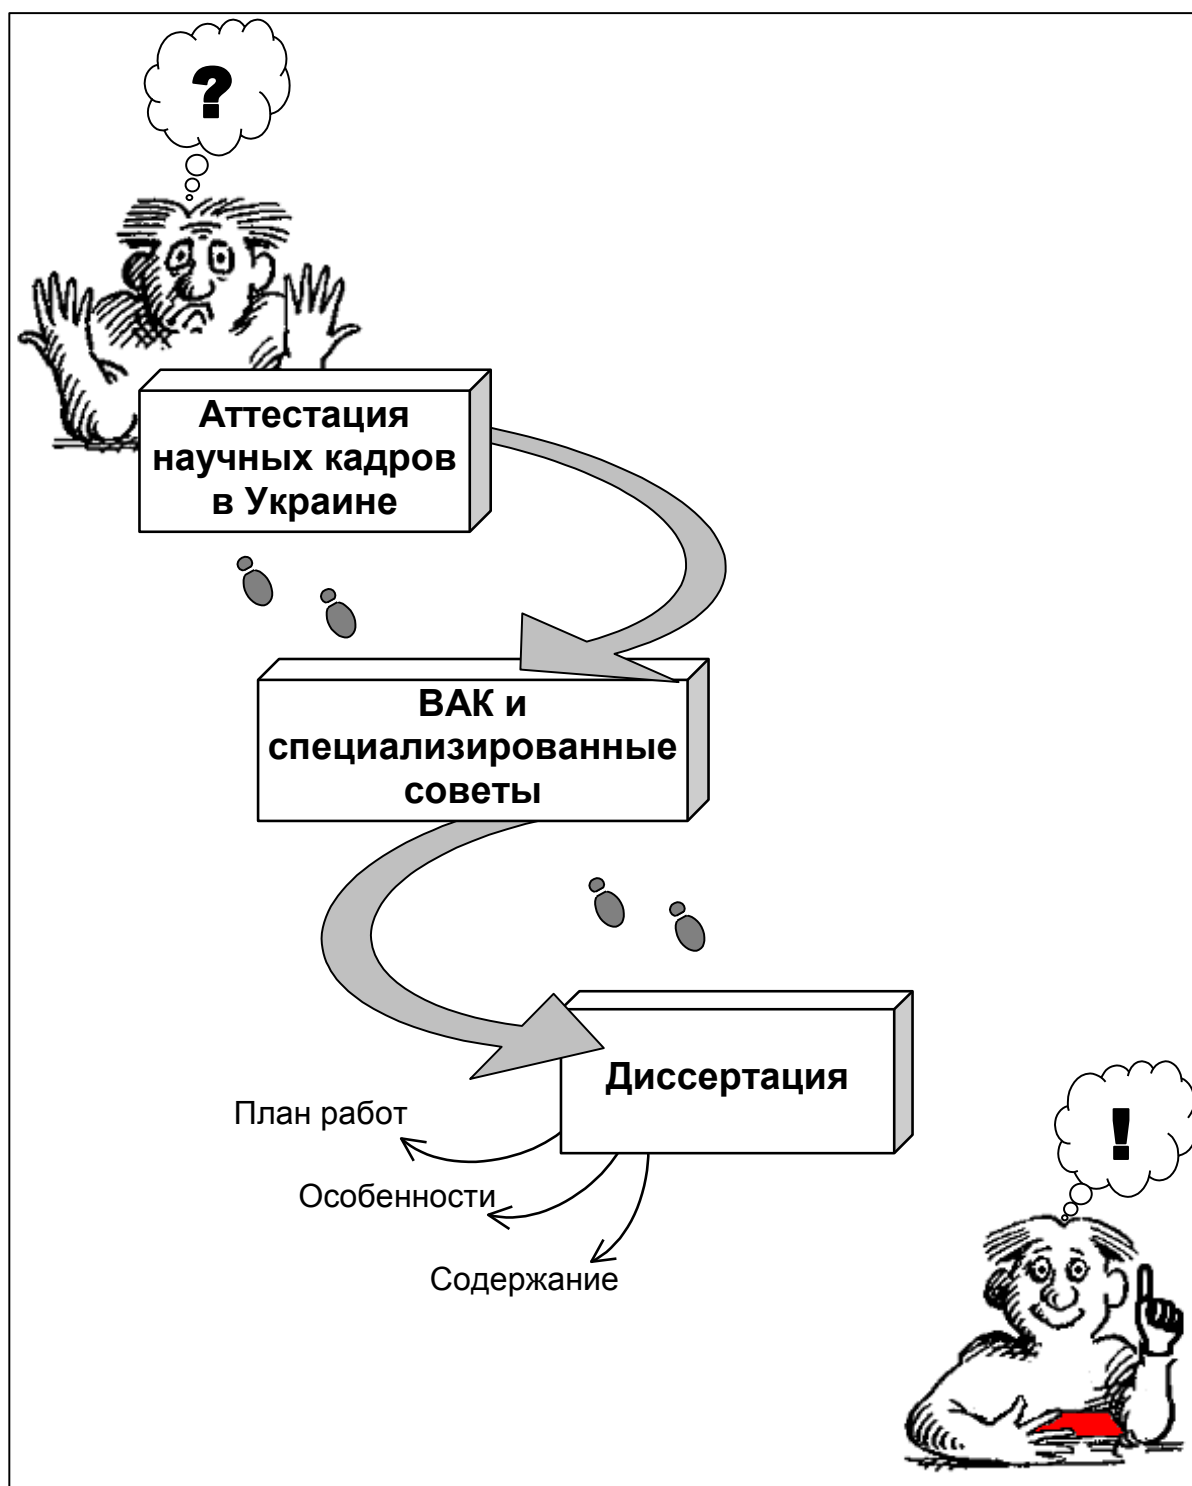 ?
Аттестация
научных кадров
в Украине
ВАК и
специализированные
советы
Диссертация
План работ
!
Особенности
Содержание